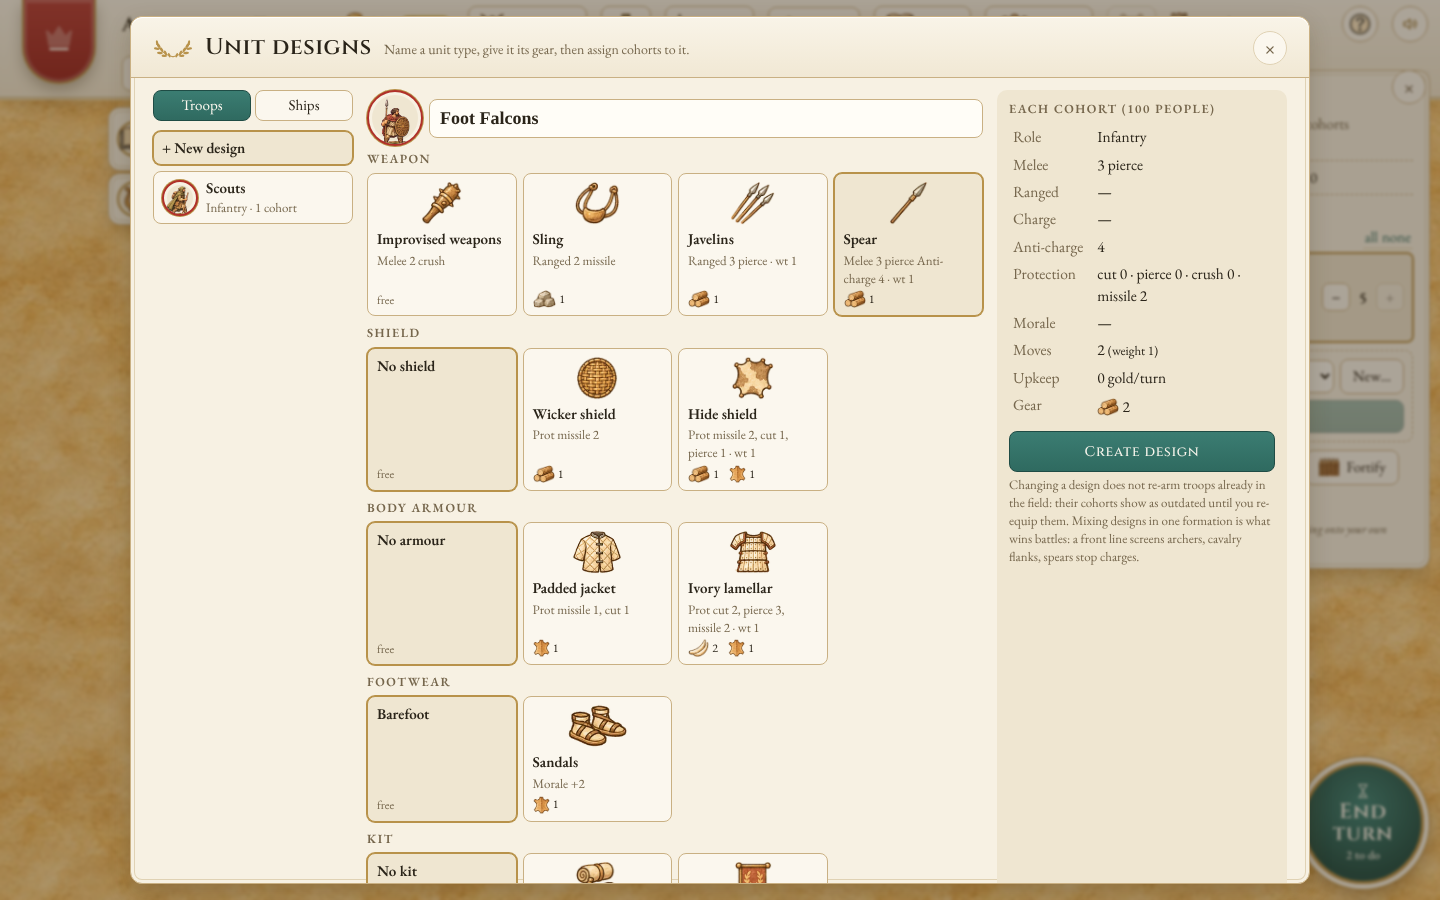 Unit designs
Name a unit type, give it its gear, then assign cohorts to it.
×
Troops
Ships
+ New design
Scouts
Infantry · 1 cohort
Foot Falcons
WEAPON
Improvised weapons
Melee 2 crush
free
Sling
Ranged 2 missile
1
Javelins
Ranged 3 pierce · wt 1
1
Spear
Melee 3 pierce Anti-
charge 4 · wt 1
1
SHIELD
No shield
free
Wicker shield
Prot missile 2
1
Hide shield
Prot missile 2, cut 1,
pierce 1 · wt 1
1 1
BODY ARMOUR
No armour
free
Padded jacket
Prot missile 1, cut 1
1
Ivory lamellar
Prot cut 2, pierce 3,
missile 2 · wt 1
2 1
FOOTWEAR
Barefoot
free
Sandals
Morale +2
1
KIT
No kit
EACH COHORT (100 PEOPLE)
Role Infantry
Melee 3 pierce
Ranged —
Charge —
Anti-charge 4
Protection cut 0 · pierce 0 · crush 0 ·
missile 2
Morale —
Moves 2 (weight 1)
Upkeep 0 gold/turn
Gear 2
Create design
Changing a design does not re-arm troops already in
the field: their cohorts show as outdated until you re-
equip them. Mixing designs in one formation is what
wins battles: a front line screens archers, cavalry
flanks, spears stop charges.
×
cohorts
all none
− 5 +
New...
Fortify
End
turn
2 to do